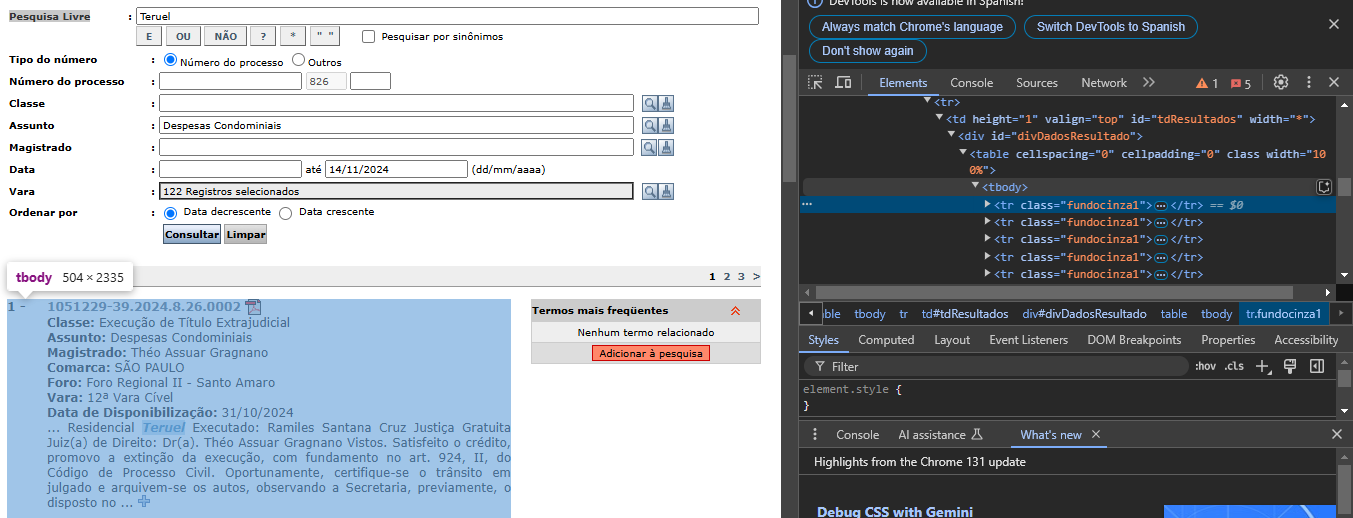 Pesquisa Livre : Teruel
E OU NÃO ? * " " Pesquisar por sinônimos
Tipo do número : Número do processo Outros
Número do processo : 826
Classe :
Assunto : Despesas Condominiais
Magistrado :
Data : até 14/11/2024 (dd/mm/aaaa)
Vara : 122 Registros selecionados
Ordenar por : Data decrescente Data crescente
Consultar Limpar
tbody 504 × 2335
1 2 3 >
1 - 1051229-39.2024.8.26.0002
Classe: Execução de Título Extrajudicial
Assunto: Despesas Condominiais
Magistrado: Théo Assuar Gragnano
Comarca: SÃO PAULO
Foro: Foro Regional II - Santo Amaro
Vara: 12ª Vara Cível
Data de Disponibilização: 31/10/2024
... Residencial Teruel Executado: Ramiles Santana Cruz Justiça Gratuita
Juiz(a) de Direito: Dr(a). Théo Assuar Gragnano Vistos. Satisfeito o crédito,
promovo a extinção da execução, com fundamento no art. 924, II, do
Código de Processo Civil. Oportunamente, certifique-se o trânsito em
julgado e arquivem-se os autos, observando a Secretaria, previamente, o
disposto no ...
Termos mais freqüentes
Nenhum termo relacionado
Adicionar à pesquisa
DevTools is now available in Spanish!
Always match Chrome's language Switch DevTools to Spanish
Don't show again
Elements Console Sources Network 1 5
<tr>
<td height="1" valign="top" id="tdResultados" width="*">
<div id="divDadosResultado">
<table cellspacing="0" cellpadding="0" class width="10
0%">
<tbody>
<tr class="fundocinza1"> … </tr> == $0
<tr class="fundocinza1"> … </tr>
<tr class="fundocinza1"> … </tr>
<tr class="fundocinza1"> … </tr>
<tr class="fundocinza1"> … </tr>
able tbody tr td#tdResultados div#divDadosResultado table tbody tr.fundocinza1
Styles Computed Layout Event Listeners DOM Breakpoints Properties Accessibility
Filter :hov .cls
element.style {
}
Console AI assistance What's new
Highlights from the Chrome 131 update
Debug CSS with Gemini